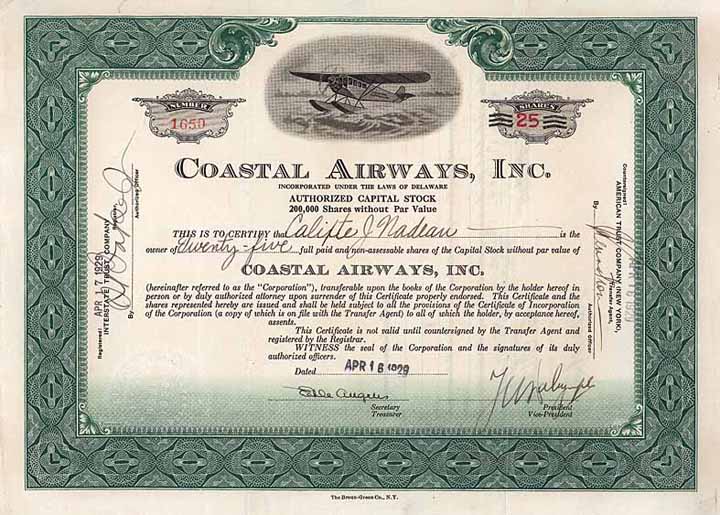 NUMBER
1650
SHARES
25
COASTAL AIRWAYS, INC.
INCORPORATED UNDER THE LAWS OF DELAWARE
AUTHORIZED CAPITAL STOCK
200,000 Shares without Par Value
THIS IS TO CERTIFY that Calixte J Nadeau is the
owner of Twenty-five full paid and non-assessable shares of the Capital Stock without par value of
COASTAL AIRWAYS, INC.
(hereinafter referred to as the "Corporation"), transferable upon the books of the Corporation by the holder hereof in
person or by duly authorized attorney upon surrender of this Certificate properly endorsed. This Certificate and the
shares represented hereby are issued and shall be held subject to all the provisions of the Certificate of Incorporation
of the Corporation (a copy of which is on file with the Transfer Agent) to all of which the holder, by acceptance hereof,
assents.
This Certificate is not valid until countersigned by the Transfer Agent and
registered by the Registrar.
WITNESS the seal of the Corporation and the signatures of its duly
authorized officers.
Dated APR 16 1929
Secretary
Treasurer
President
Vice-President
Registered: APR 17 1929
INTERSTATE TRUST COMPANY
Registrar,
By
Authorized Officer
Countersigned: APR 16 1929
AMERICAN TRUST COMPANY (NEW YORK),
Transfer Agent,
By
Authorized Officer
The Broun-Green Co., N.Y.